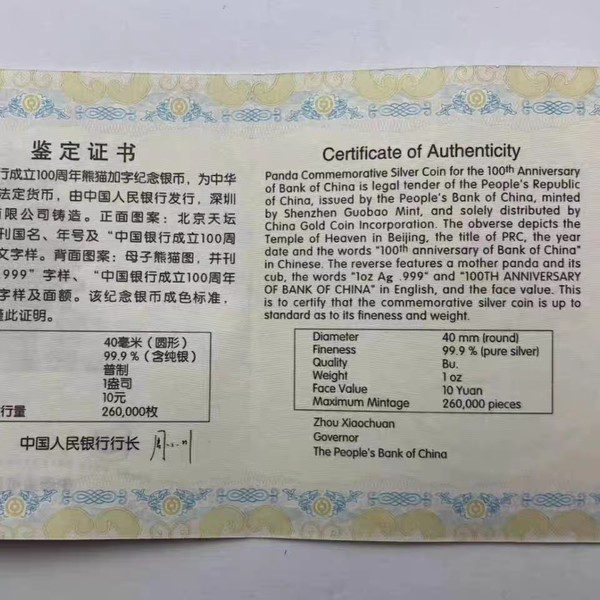 鉴定证书
行成立100周年熊猫加字纪念银币，为中华
法定货币，由中国人民银行发行，深圳
有限公司铸造。正面图案：北京天坛
刊国名、年号及“中国银行成立100周
文字样。背面图案：母子熊猫图，并刊
.999”字样、“中国银行成立100周年
字样及面额。该纪念银币成色标准，
此证明。
40毫米（圆形）
99.9%（含纯银）
普制
1盎司
10元
行量 260,000枚
中国人民银行行长
Certificate of Authenticity
Panda Commemorative Silver Coin for the 100th Anniversary
of Bank of China is legal tender of the People's Republic
of China, issued by the People's Bank of China, minted
by Shenzhen Guobao Mint, and solely distributed by
China Gold Coin Incorporation. The obverse depicts the
Temple of Heaven in Beijing, the title of PRC, the year
date and the words "100th anniversary of Bank of China"
in Chinese. The reverse features a mother panda and its
cub, the words "1oz Ag .999" and "100TH ANNIVERSARY
OF BANK OF CHINA" in English, and the face value. This
is to certify that the commemorative silver coin is up to
standard as to its fineness and weight.
Diameter 40 mm (round)
Fineness 99.9 % (pure silver)
Quality Bu.
Weight 1 oz
Face Value 10 Yuan
Maximum Mintage 260,000 pieces
Zhou Xiaochuan
Governor
The People's Bank of China